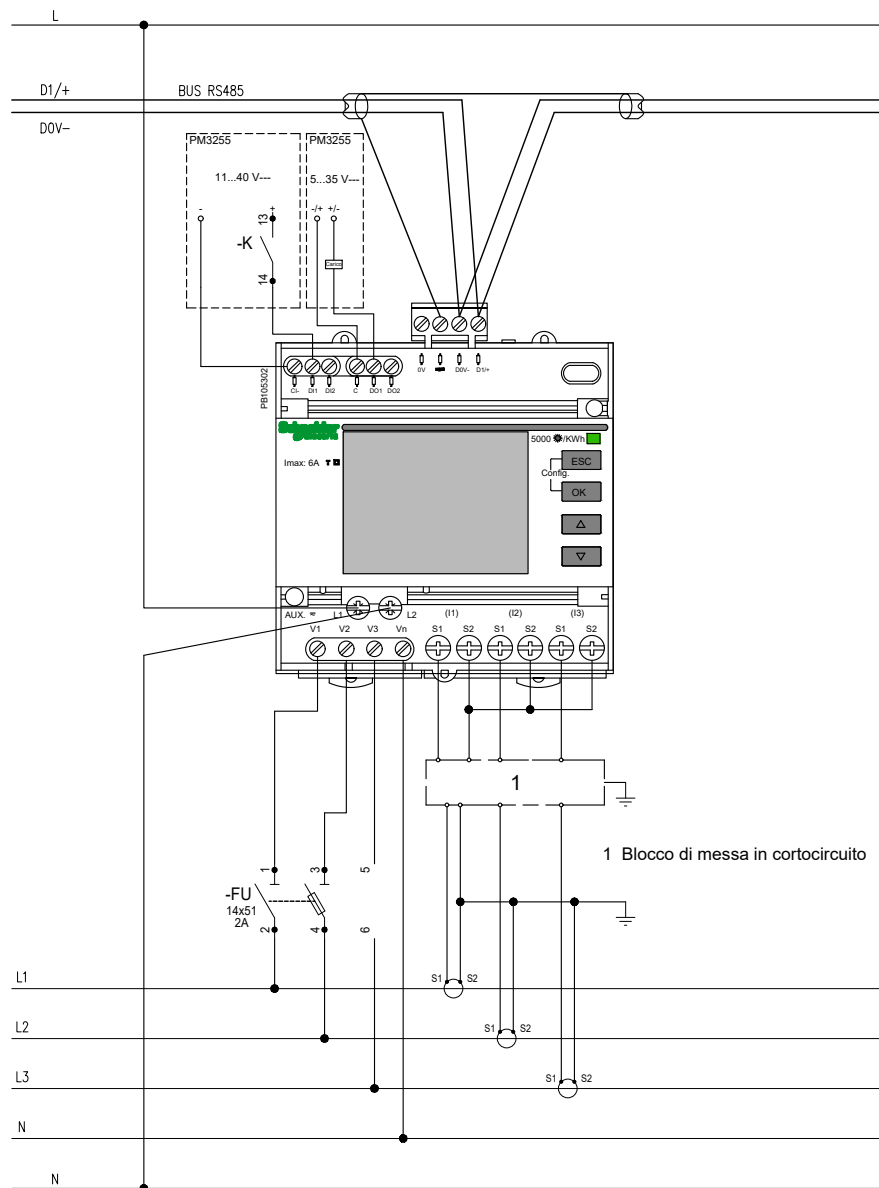 L
D1/+ BUS RS485
D0V-
PM3255 PM3255
11...40 V--- 5...35 V---
- + -/+ +/-
13
-K
14
Carico
PB105302
CI- DI1 DI2 C DO1 DO2
0V D0V- D1/+
Schneider
Electric
5000 /KWh
Imax: 6A
ESC
Config.
OK
AUX. L1 L2 (I1) (I2) (I3)
V1 V2 V3 Vn S1 S2 S1 S2 S1 S2
1
1 Blocco di messa in cortocircuito
1 3 5
-FU
14x51
2A
2 4 6
L1 S1 S2
L2 S1 S2
L3 S1 S2
N
N